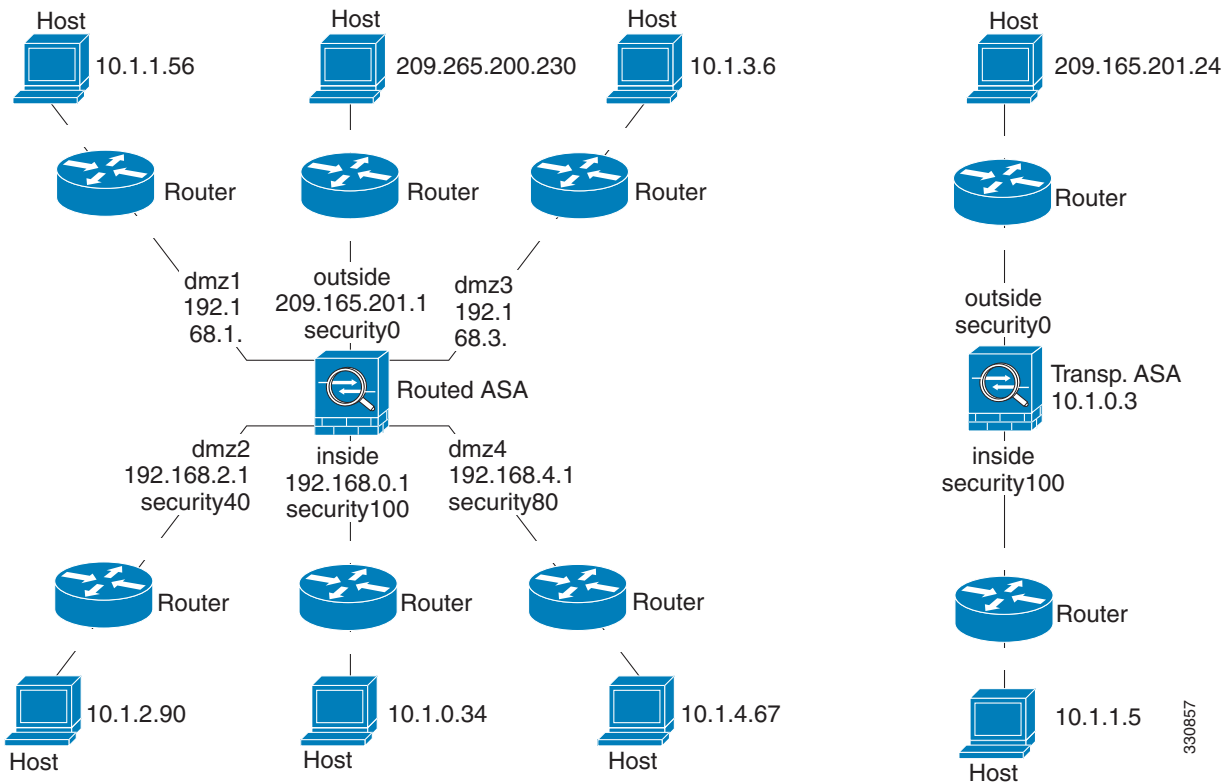 Host
Host
Host
Host
10.1.1.56
209.265.200.230
10.1.3.6
209.165.201.24
Router
Router
Router
Router
dmz1
192.1
68.1.
outside
209.165.201.1
security0
dmz3
192.1
68.3.
outside
security0
Routed ASA
Transp. ASA
10.1.0.3
dmz2
192.168.2.1
security40
inside
192.168.0.1
security100
dmz4
192.168.4.1
security80
inside
security100
Router
Router
Router
Router
10.1.2.90
10.1.0.34
10.1.4.67
10.1.1.5
Host
Host
Host
Host
330857